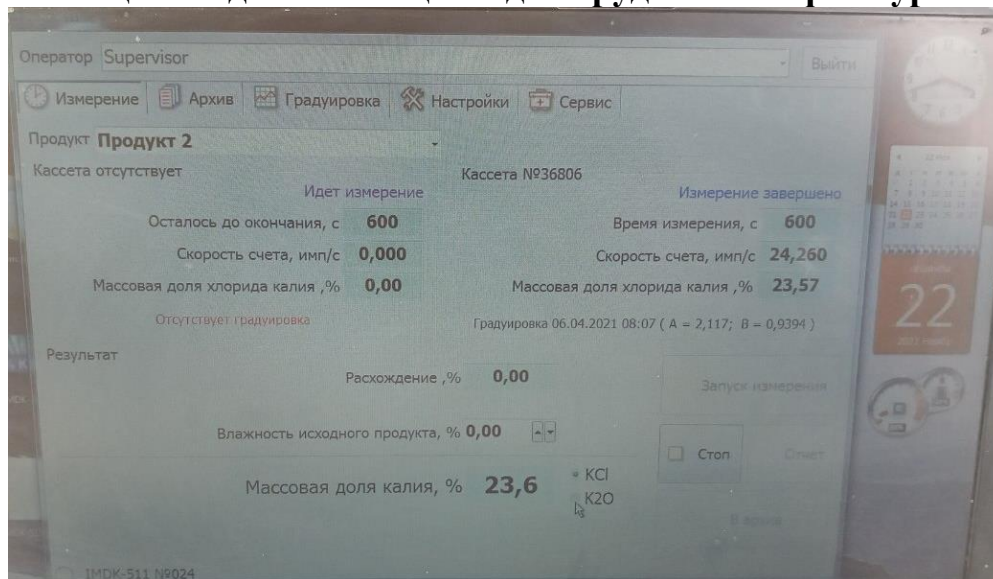 Оператор Supervisor
Выйти
Измерение Архив Градуировка Настройки Сервис
Продукт Продукт 2
Кассета отсутствует
Идет измерение
Осталось до окончания, с 600
Скорость счета, имп/с 0,000
Массовая доля хлорида калия ,% 0,00
Отсутствует градуировка
Кассета №36806
Измерение завершено
Время измерения, с 600
Скорость счета, имп/с 24,260
Массовая доля хлорида калия ,% 23,57
Градуировка 06.04.2021 08:07 ( A = 2,117; B = 0,9394 )
Результат
Расхождение ,% 0,00
Влажность исходного продукта, % 0,00
Массовая доля калия, % 23,6
KCl
K2O
Запуск измерения
Стоп
Отчет
В архив
IMDK-511 №024
22